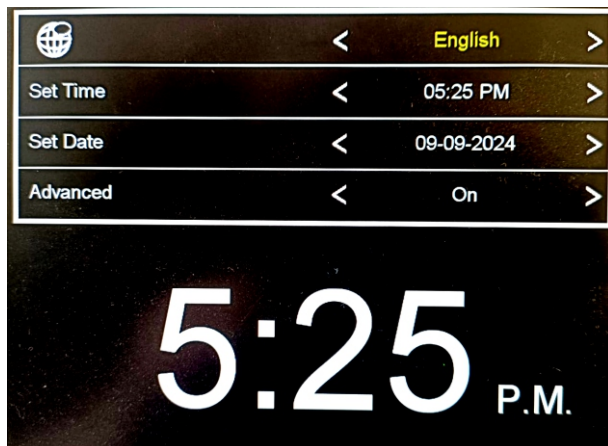 < English >
Set Time < 05:25 PM >
Set Date < 09-09-2024 >
Advanced < On >
5:25 P.M.